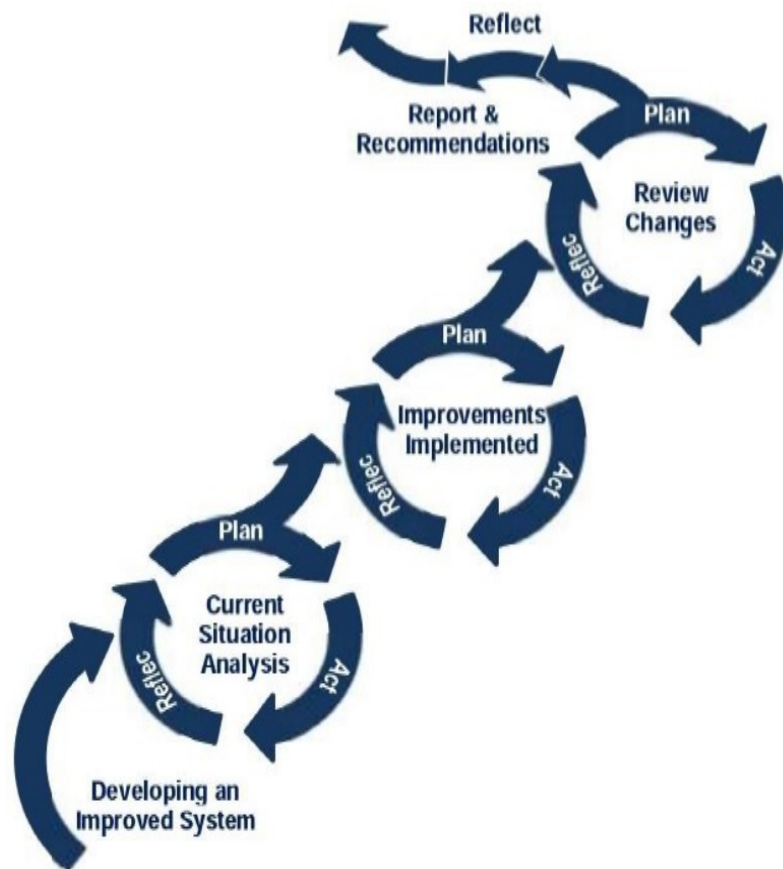 Reflect
Report &
Recommendations
Plan
Review
Changes
Reflec
Act
Plan
Improvements
Implemented
Reflec
Act
Plan
Current
Situation
Analysis
Reflec
Act
Developing an
Improved System